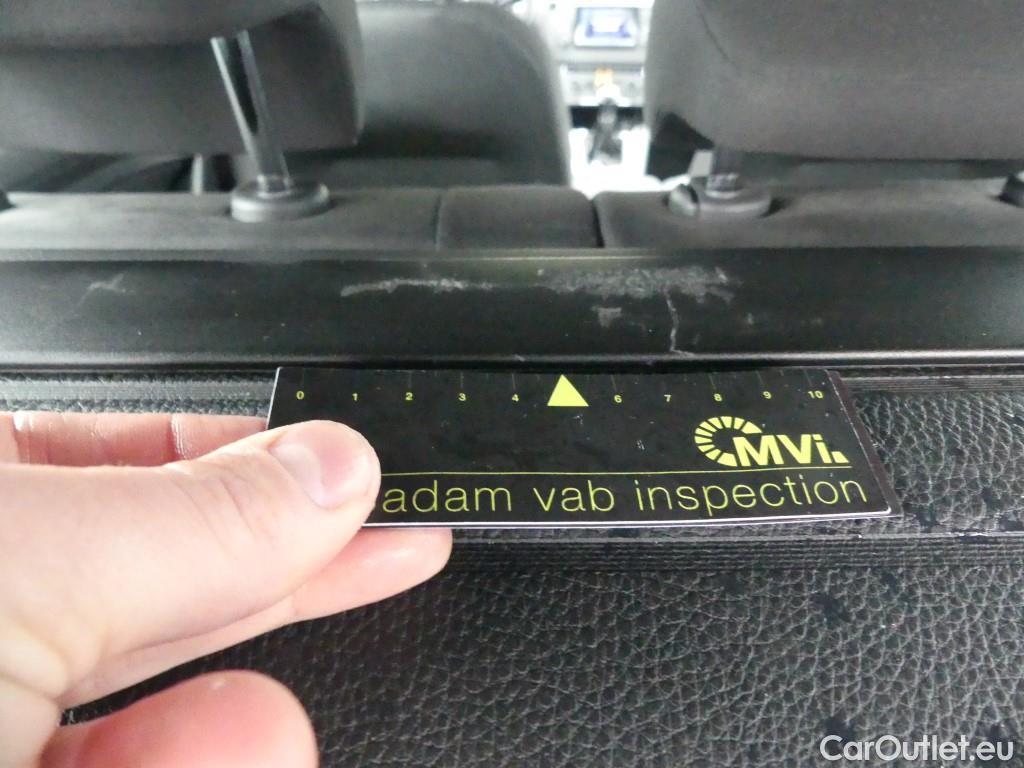 0 1 2 3 4 6 7 8 9 10
MVi.
adam vab inspection
CarOutlet.eu